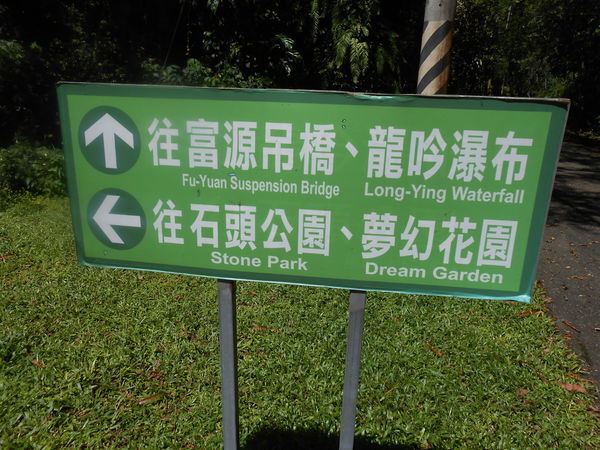 往富源吊橋、龍吟瀑布
Fu-Yuan Suspension Bridge Long-Ying Waterfall
往石頭公園、夢幻花園
Stone Park Dream Garden